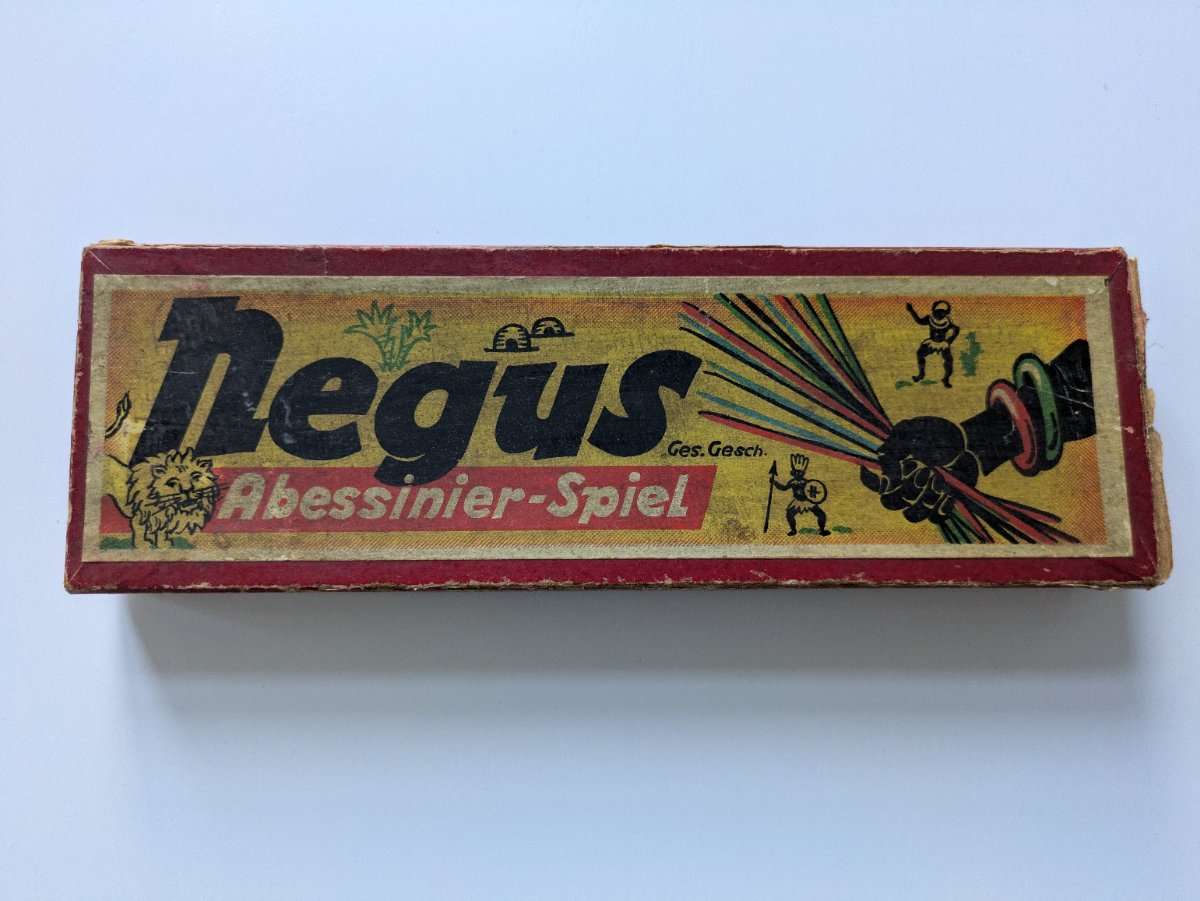 Negus
Ges. Gesch.
Abessinier-Spiel